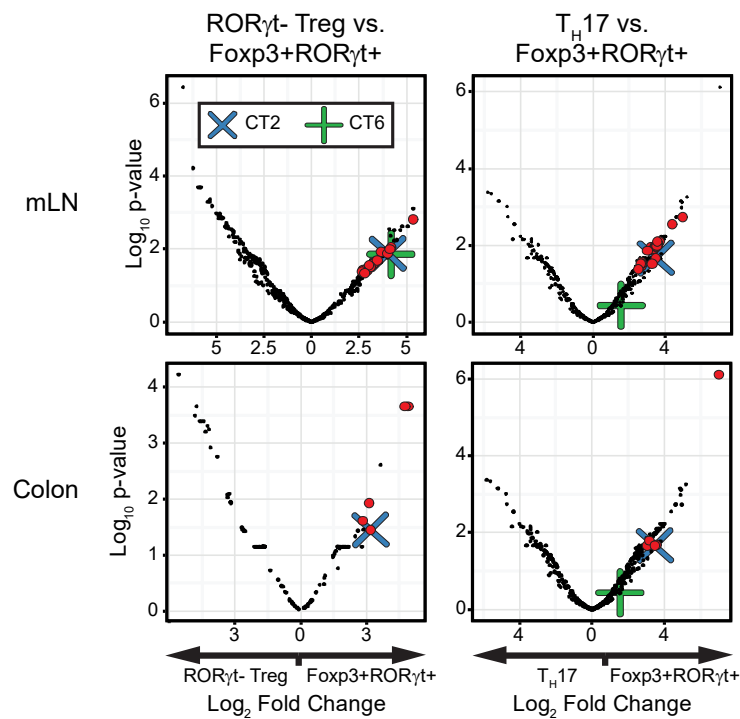 RORγt- Treg vs.
Foxp3+RORγt+
T_H17 vs.
Foxp3+RORγt+
mLN
Log₁₀ p-value
6
4
2
0
CT2 CT6
5 2.5 0 2.5 5
6
4
2
0
4 0 4
Colon
Log₁₀ p-value
4
3
2
1
0
3 0 3
6
4
2
0
4 0 4
RORγt- Treg Foxp3+RORγt+
Log₂ Fold Change
T_H17 Foxp3+RORγt+
Log₂ Fold Change